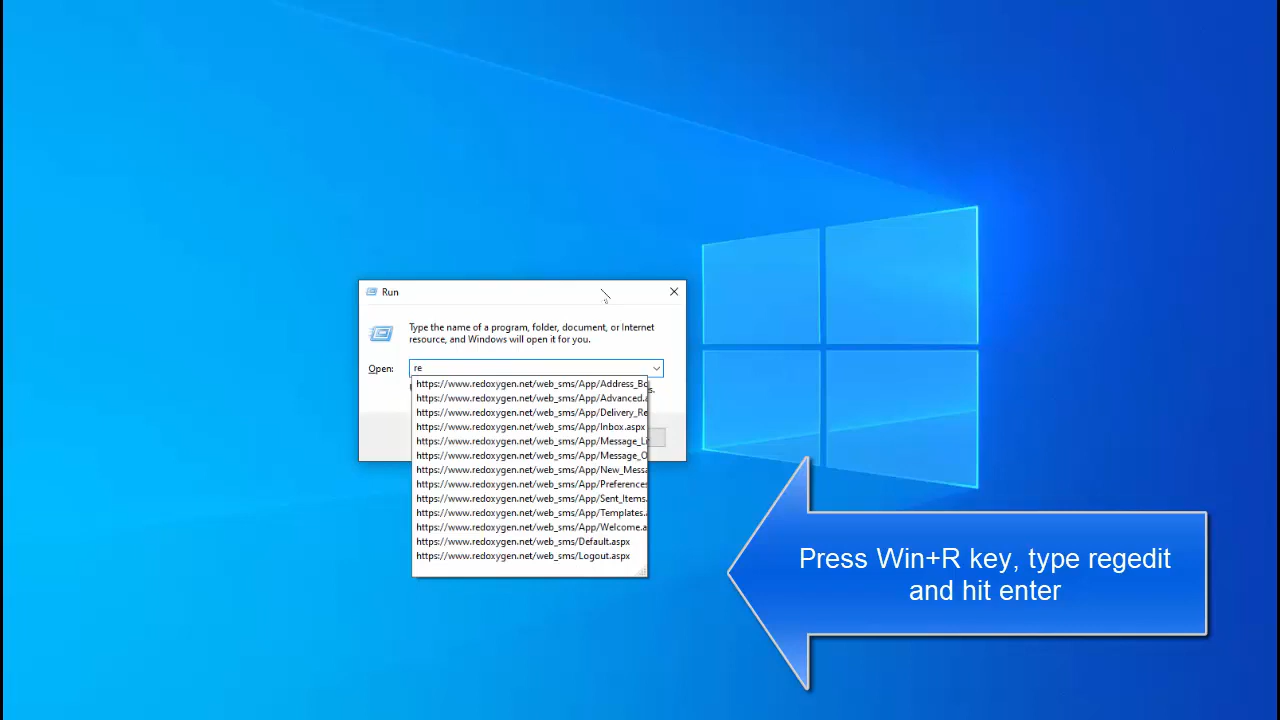 Run
Type the name of a program, folder, document, or Internet
resource, and Windows will open it for you.
Open:
re
s.
https://www.redoxygen.net/web_sms/App/Address_Bo
https://www.redoxygen.net/web_sms/App/Advanced.a
https://www.redoxygen.net/web_sms/App/Delivery_Re
https://www.redoxygen.net/web_sms/App/Inbox.aspx
https://www.redoxygen.net/web_sms/App/Message_Li
https://www.redoxygen.net/web_sms/App/Message_O
https://www.redoxygen.net/web_sms/App/New_Messa
https://www.redoxygen.net/web_sms/App/Preferences
https://www.redoxygen.net/web_sms/App/Sent_Items.
https://www.redoxygen.net/web_sms/App/Templates.a
https://www.redoxygen.net/web_sms/App/Welcome.a
https://www.redoxygen.net/web_sms/Default.aspx
https://www.redoxygen.net/web_sms/Logout.aspx
Press Win+R key, type regedit
and hit enter